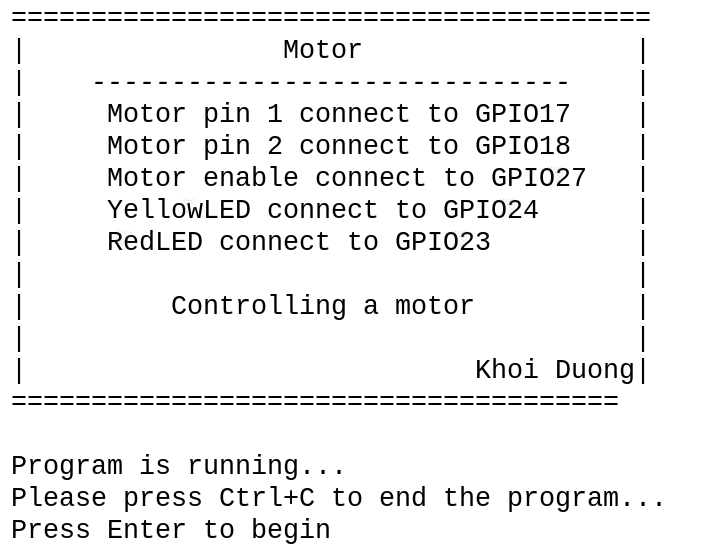 ========================================
|                Motor                 |
|    ------------------------------    |
|     Motor pin 1 connect to GPIO17    |
|     Motor pin 2 connect to GPIO18    |
|     Motor enable connect to GPIO27   |
|     YellowLED connect to GPIO24      |
|     RedLED connect to GPIO23         |
|                                      |
|         Controlling a motor          |
|                                      |
|                            Khoi Duong|
======================================
Program is running...
Please press Ctrl+C to end the program...
Press Enter to begin